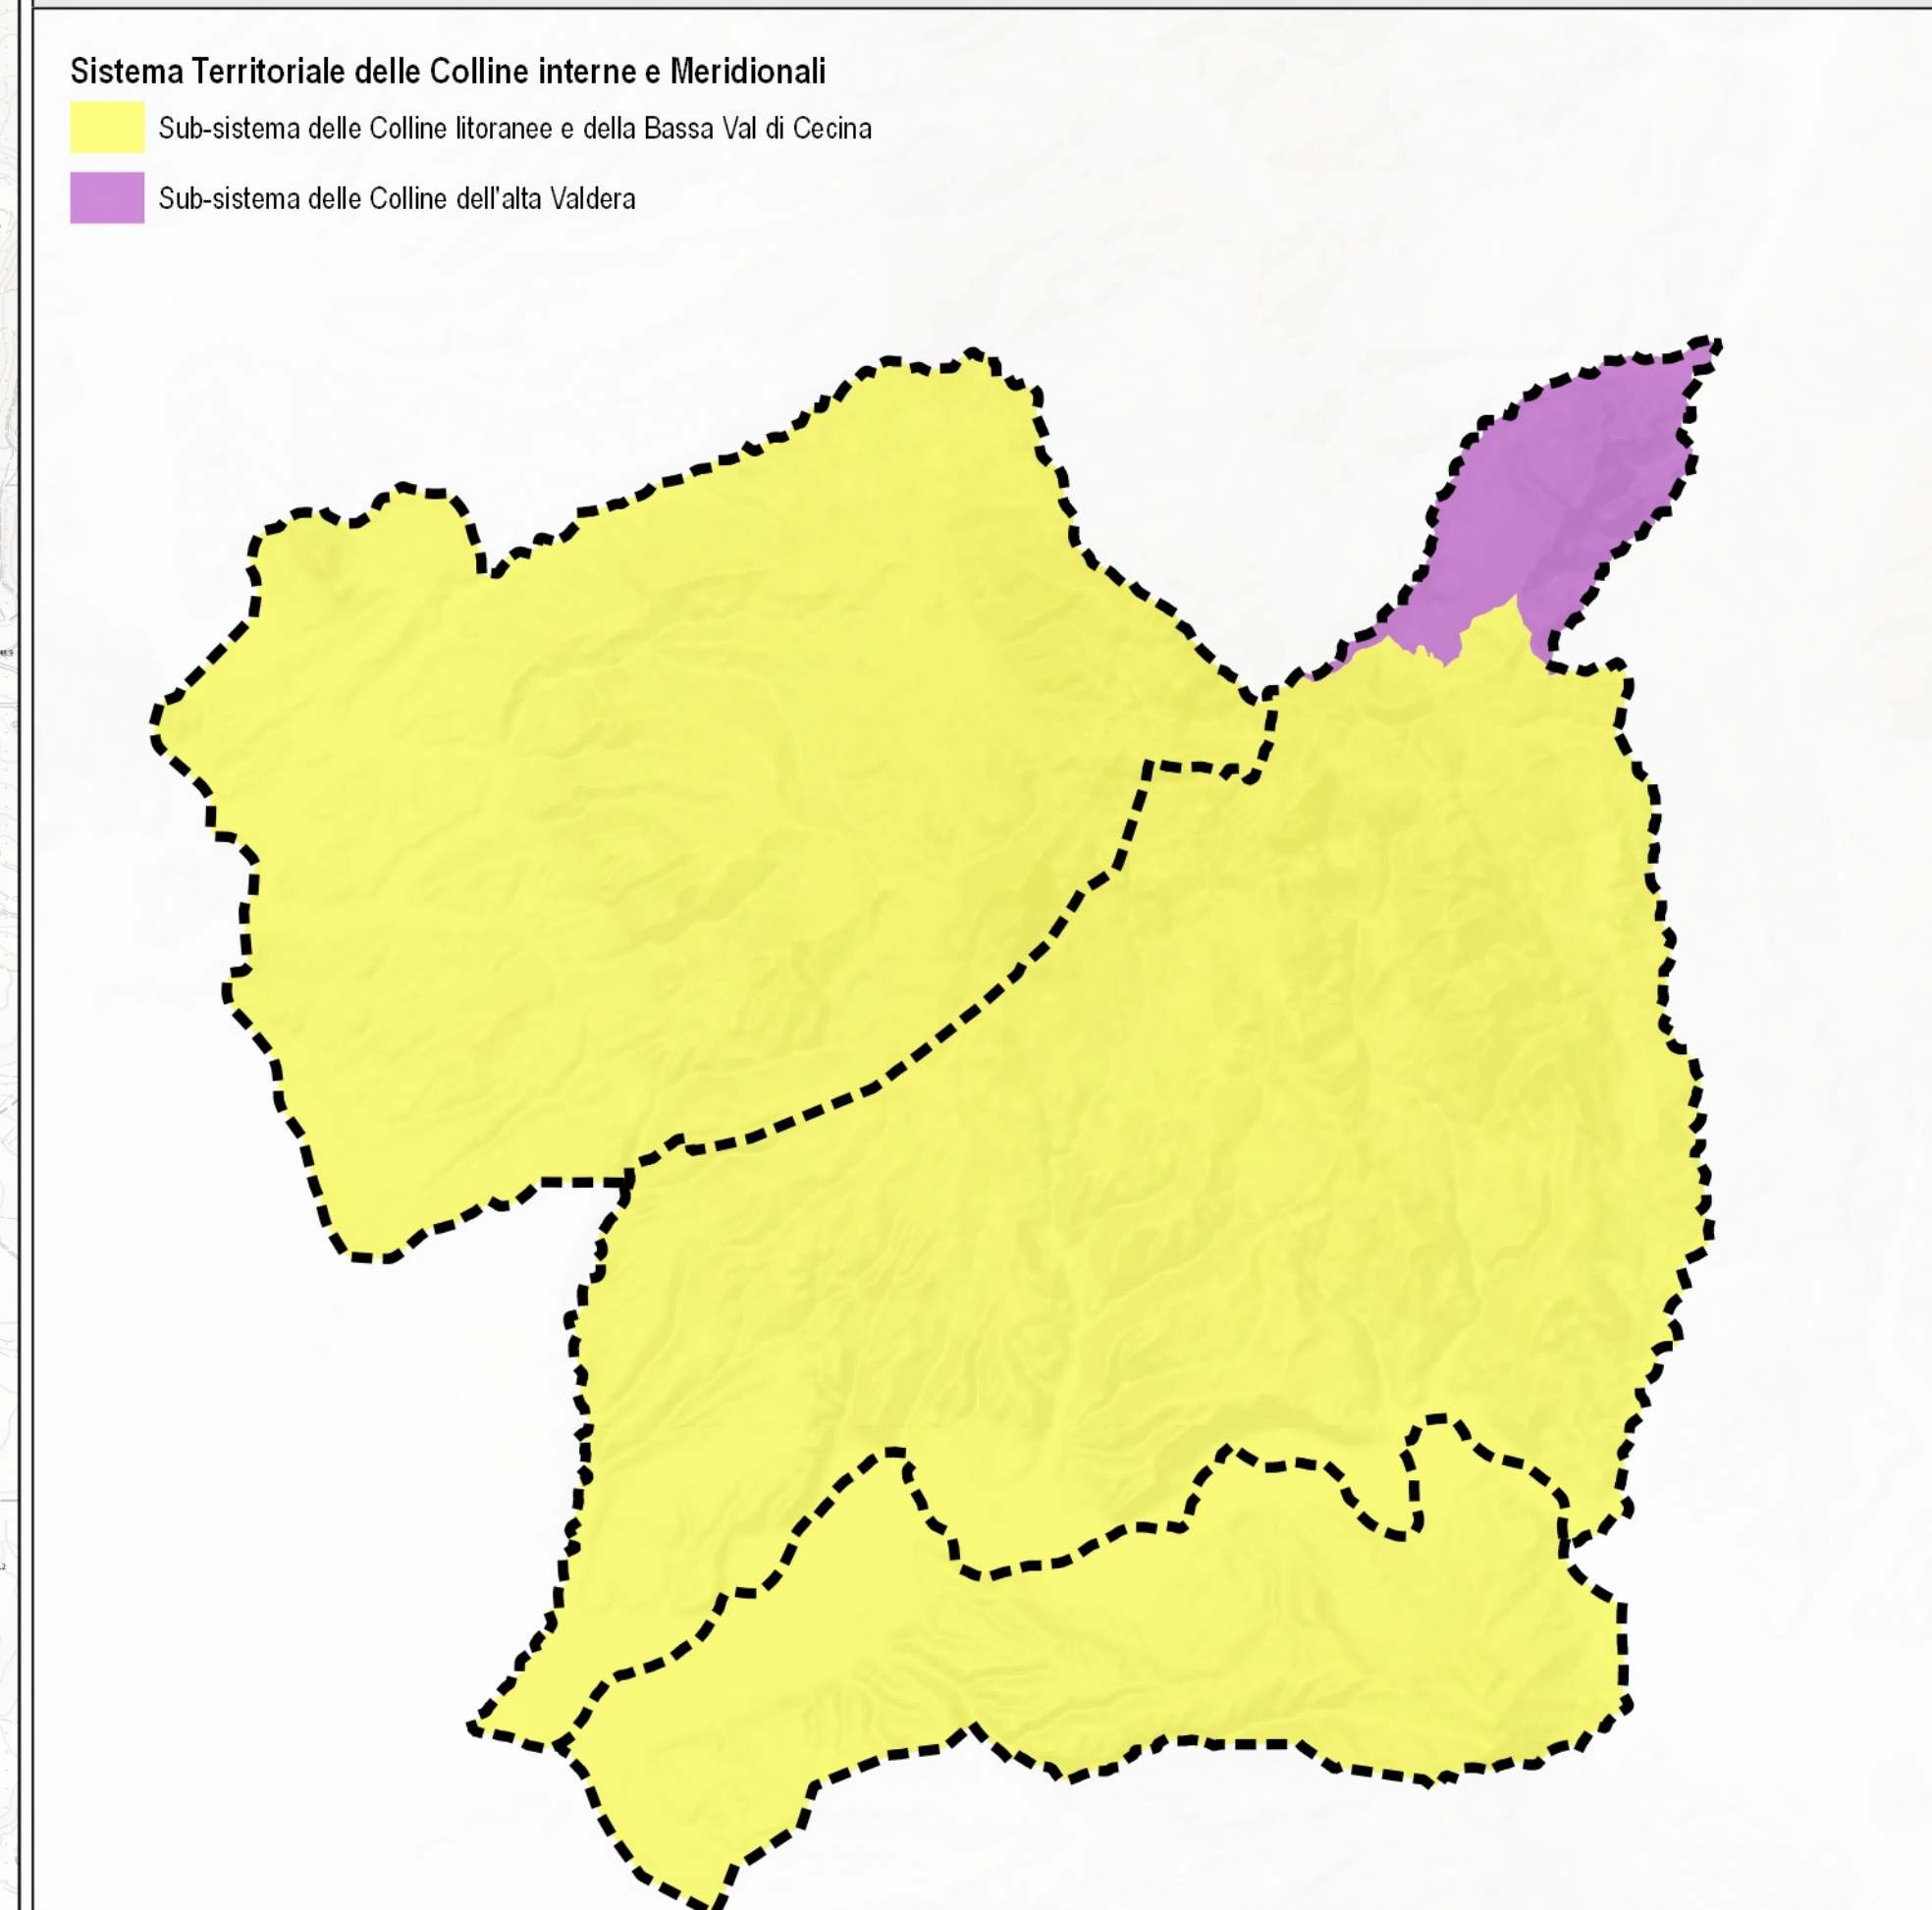 Sistema Territoriale delle Colline interne e Meridionali
Sub-sistema delle Colline litoranee e della Bassa Val di Cecina
Sub-sistema delle Colline dell'alta Valdera